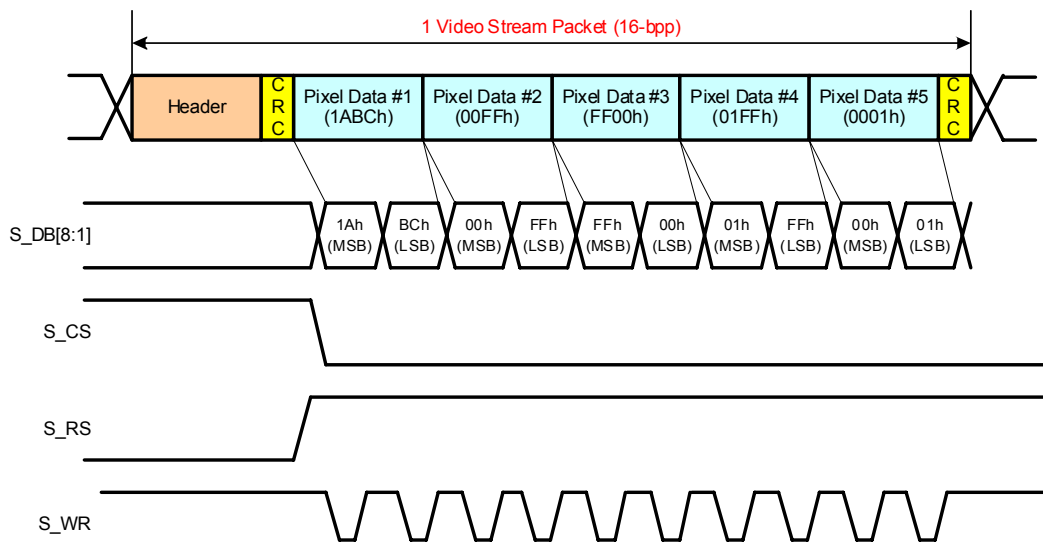 1 Video Stream Packet (16-bpp)
Header
C
R
C
Pixel Data #1
(1ABCh)
Pixel Data #2
(00FFh)
Pixel Data #3
(FF00h)
Pixel Data #4
(01FFh)
Pixel Data #5
(0001h)
C
R
C
S_DB[8:1]
1Ah
(MSB)
BCh
(LSB)
00h
(MSB)
FFh
(LSB)
FFh
(MSB)
00h
(LSB)
01h
(MSB)
FFh
(LSB)
00h
(MSB)
01h
(LSB)
S_CS
S_RS
S_WR